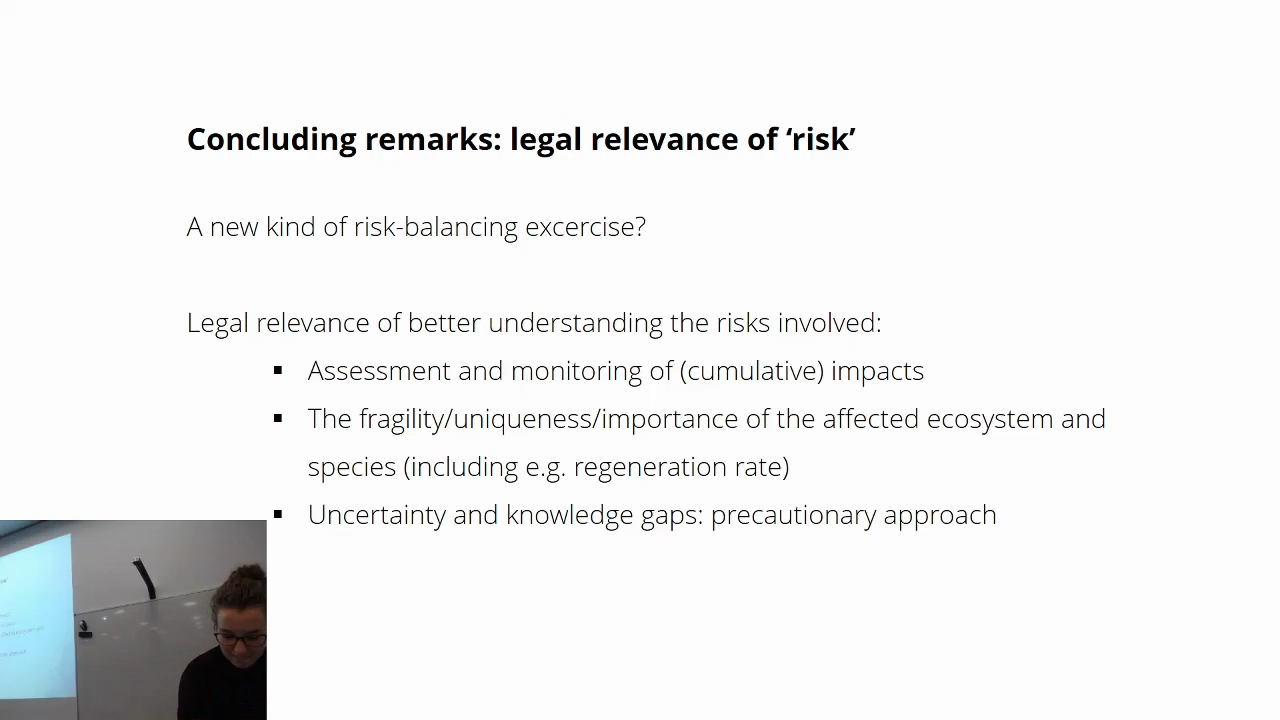 Concluding remarks: legal relevance of ‘risk’
A new kind of risk-balancing excercise?
Legal relevance of better understanding the risks involved:
▪ Assessment and monitoring of (cumulative) impacts
▪ The fragility/uniqueness/importance of the affected ecosystem and
species (including e.g. regeneration rate)
▪ Uncertainty and knowledge gaps: precautionary approach